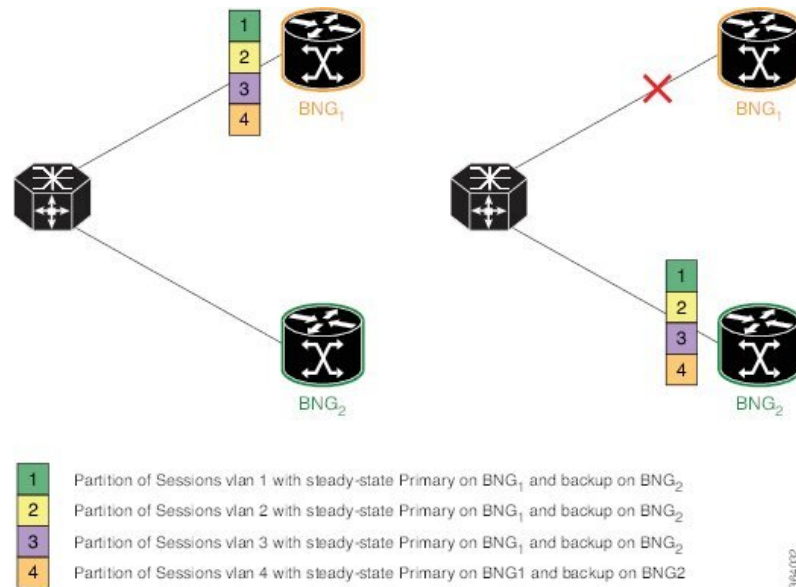 1
2
3
4
BNG₁
BNG₂
BNG₁
1
2
3
4
BNG₂
1 Partition of Sessions vlan 1 with steady-state Primary on BNG₁ and backup on BNG₂
2 Partition of Sessions vlan 2 with steady-state Primary on BNG₁ and backup on BNG₂
3 Partition of Sessions vlan 3 with steady-state Primary on BNG₁ and backup on BNG₂
4 Partition of Sessions vlan 4 with steady-state Primary on BNG1 and backup on BNG2